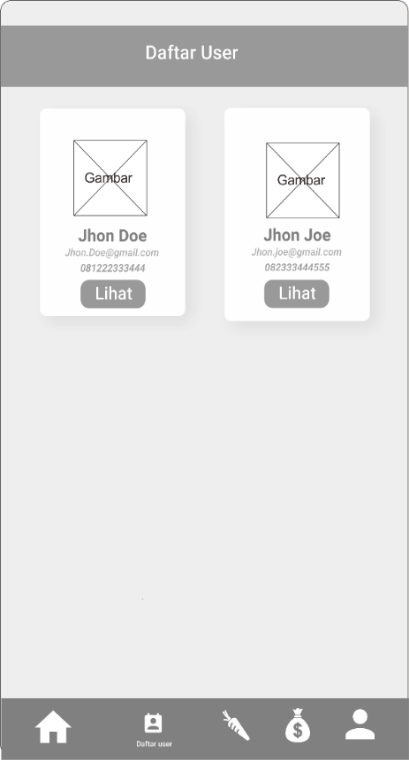 Daftar User
Gambar
Jhon Doe
Jhon.Doe@gmail.com
081222333444
Lihat
Gambar
Jhon Joe
Jhon.joe@gmail.com
082333444555
Lihat
$
Daftar user